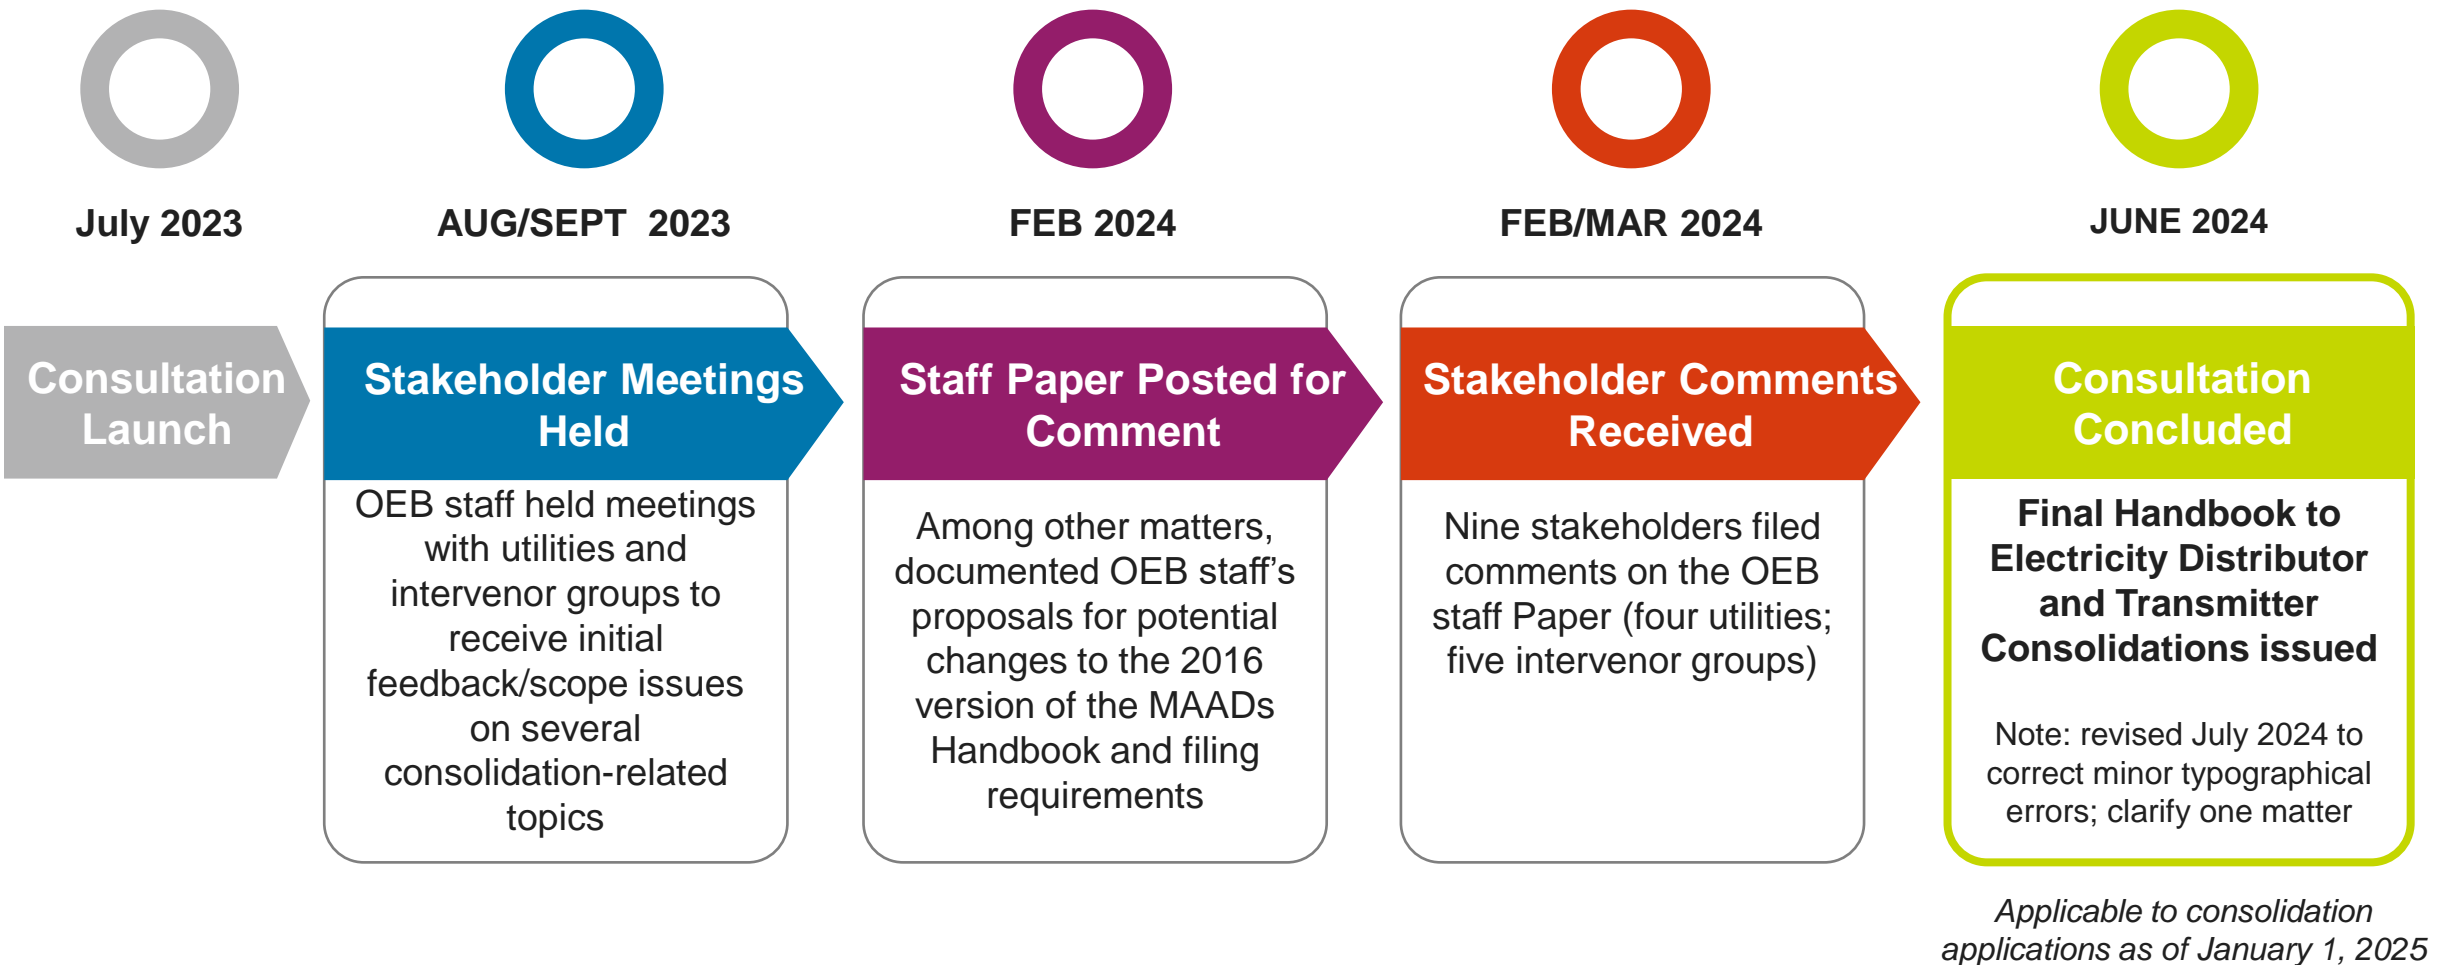 July 2023
AUG/SEPT 2023
FEB 2024
FEB/MAR 2024
JUNE 2024
Consultation
Launch
Stakeholder Meetings
Held
OEB staff held meetings
with utilities and
intervenor groups to
receive initial
feedback/scope issues
on several
consolidation-related
topics
Staff Paper Posted for
Comment
Among other matters,
documented OEB staff's
proposals for potential
changes to the 2016
version of the MAADs
Handbook and filing
requirements
Stakeholder Comments
Received
Nine stakeholders filed
comments on the OEB
staff Paper (four utilities;
five intervenor groups)
Consultation
Concluded
Final Handbook to
Electricity Distributor
and Transmitter
Consolidations issued
Note: revised July 2024 to
correct minor typographical
errors; clarify one matter
Applicable to consolidation
applications as of January 1, 2025